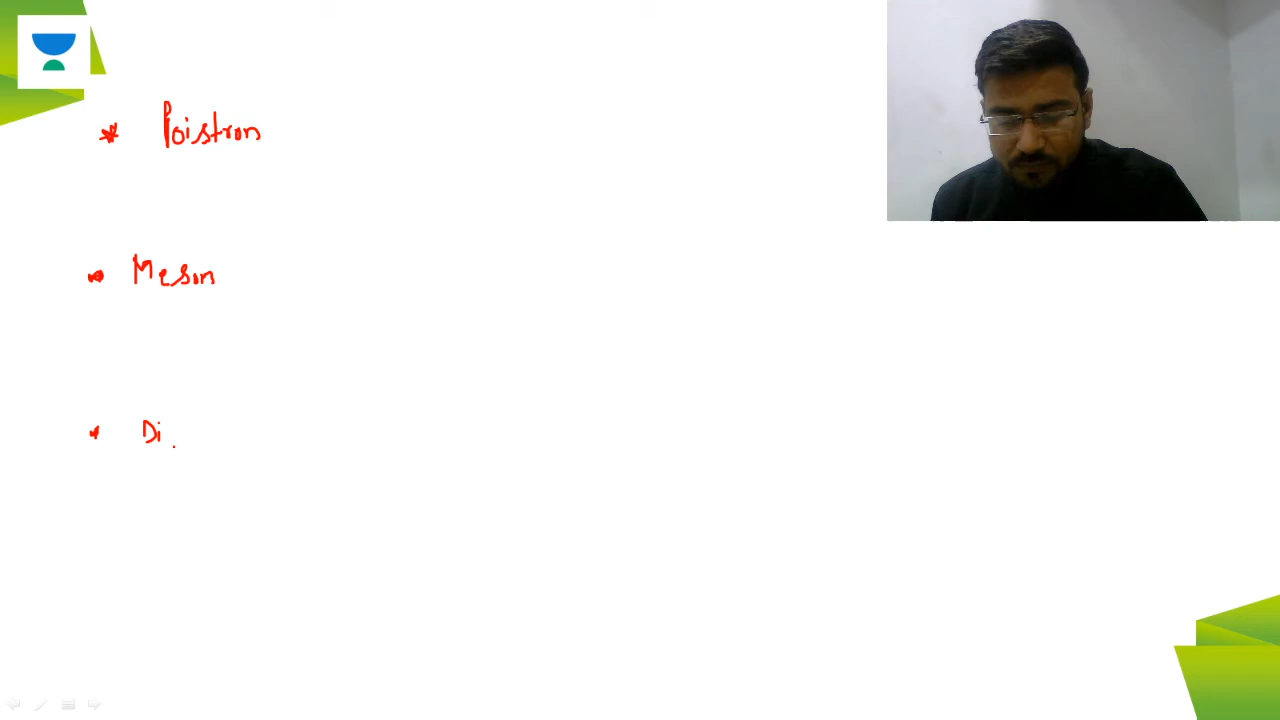 * Poistron
• Meson
• Di